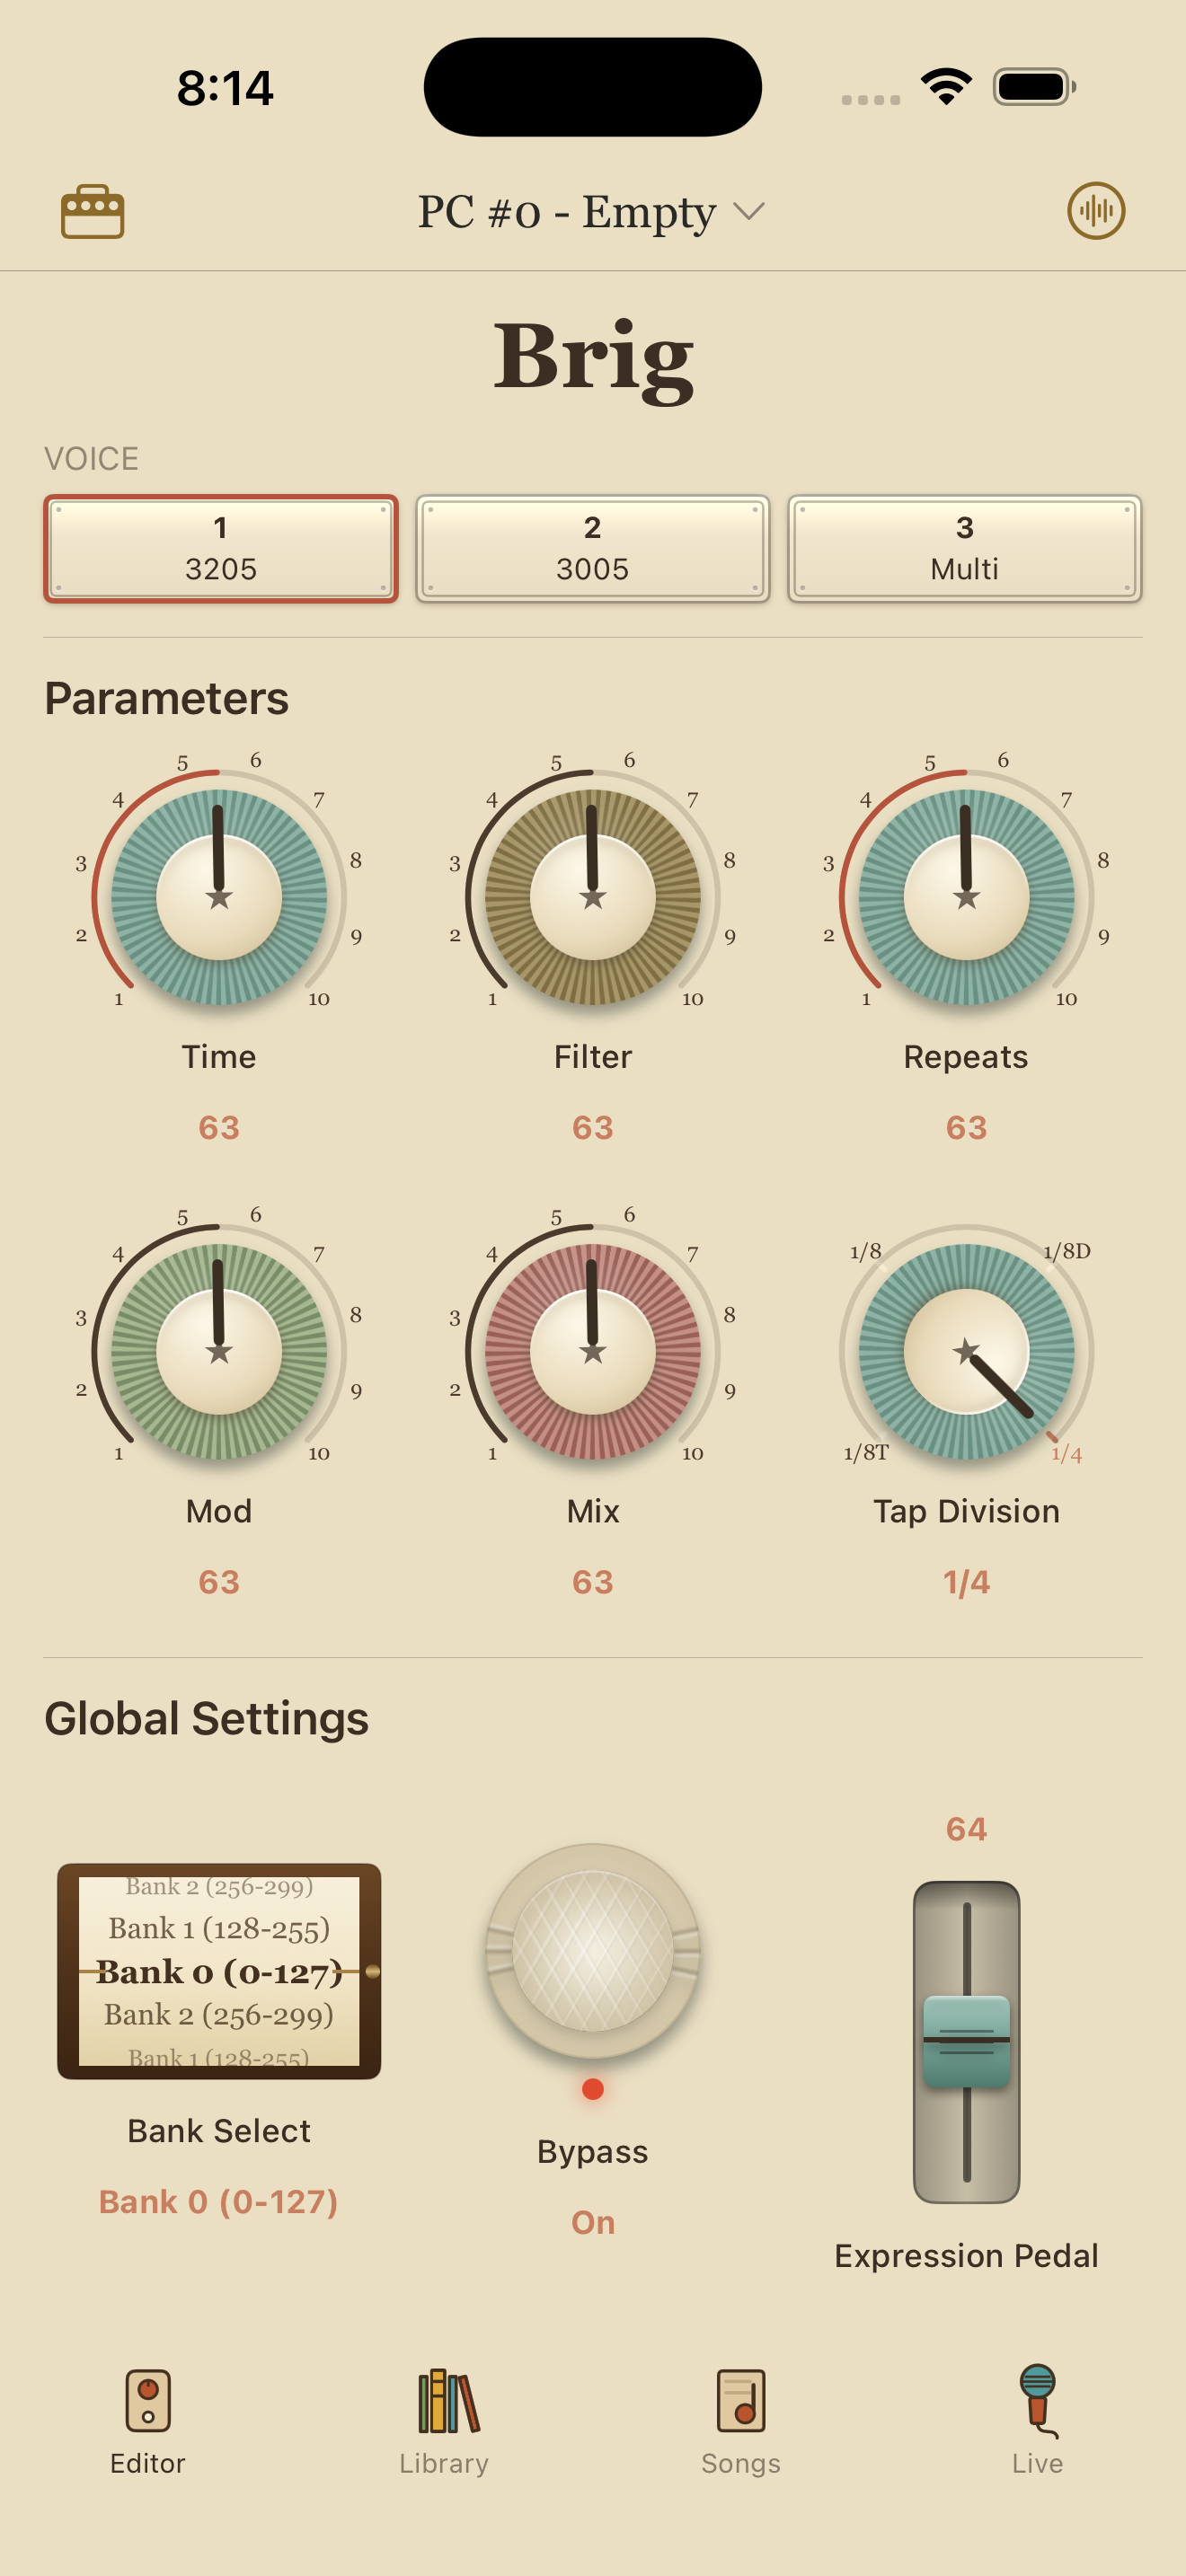 8:14
PC #0 - Empty
Brig
VOICE
1
3205
2
3005
3
Multi
Parameters
1 2 3 4 5 6 7 8 9 10
Time
63
1 2 3 4 5 6 7 8 9 10
Filter
63
1 2 3 4 5 6 7 8 9 10
Repeats
63
1 2 3 4 5 6 7 8 9 10
Mod
63
1 2 3 4 5 6 7 8 9 10
Mix
63
1/8T 1/8 1/8D 1/4
Tap Division
1/4
Global Settings
Bank 2 (256-299)
Bank 1 (128-255)
Bank 0 (0-127)
Bank 2 (256-299)
Bank 1 (128-255)
Bank Select
Bank 0 (0-127)
Bypass
On
64
Expression Pedal
Editor
Library
Songs
Live